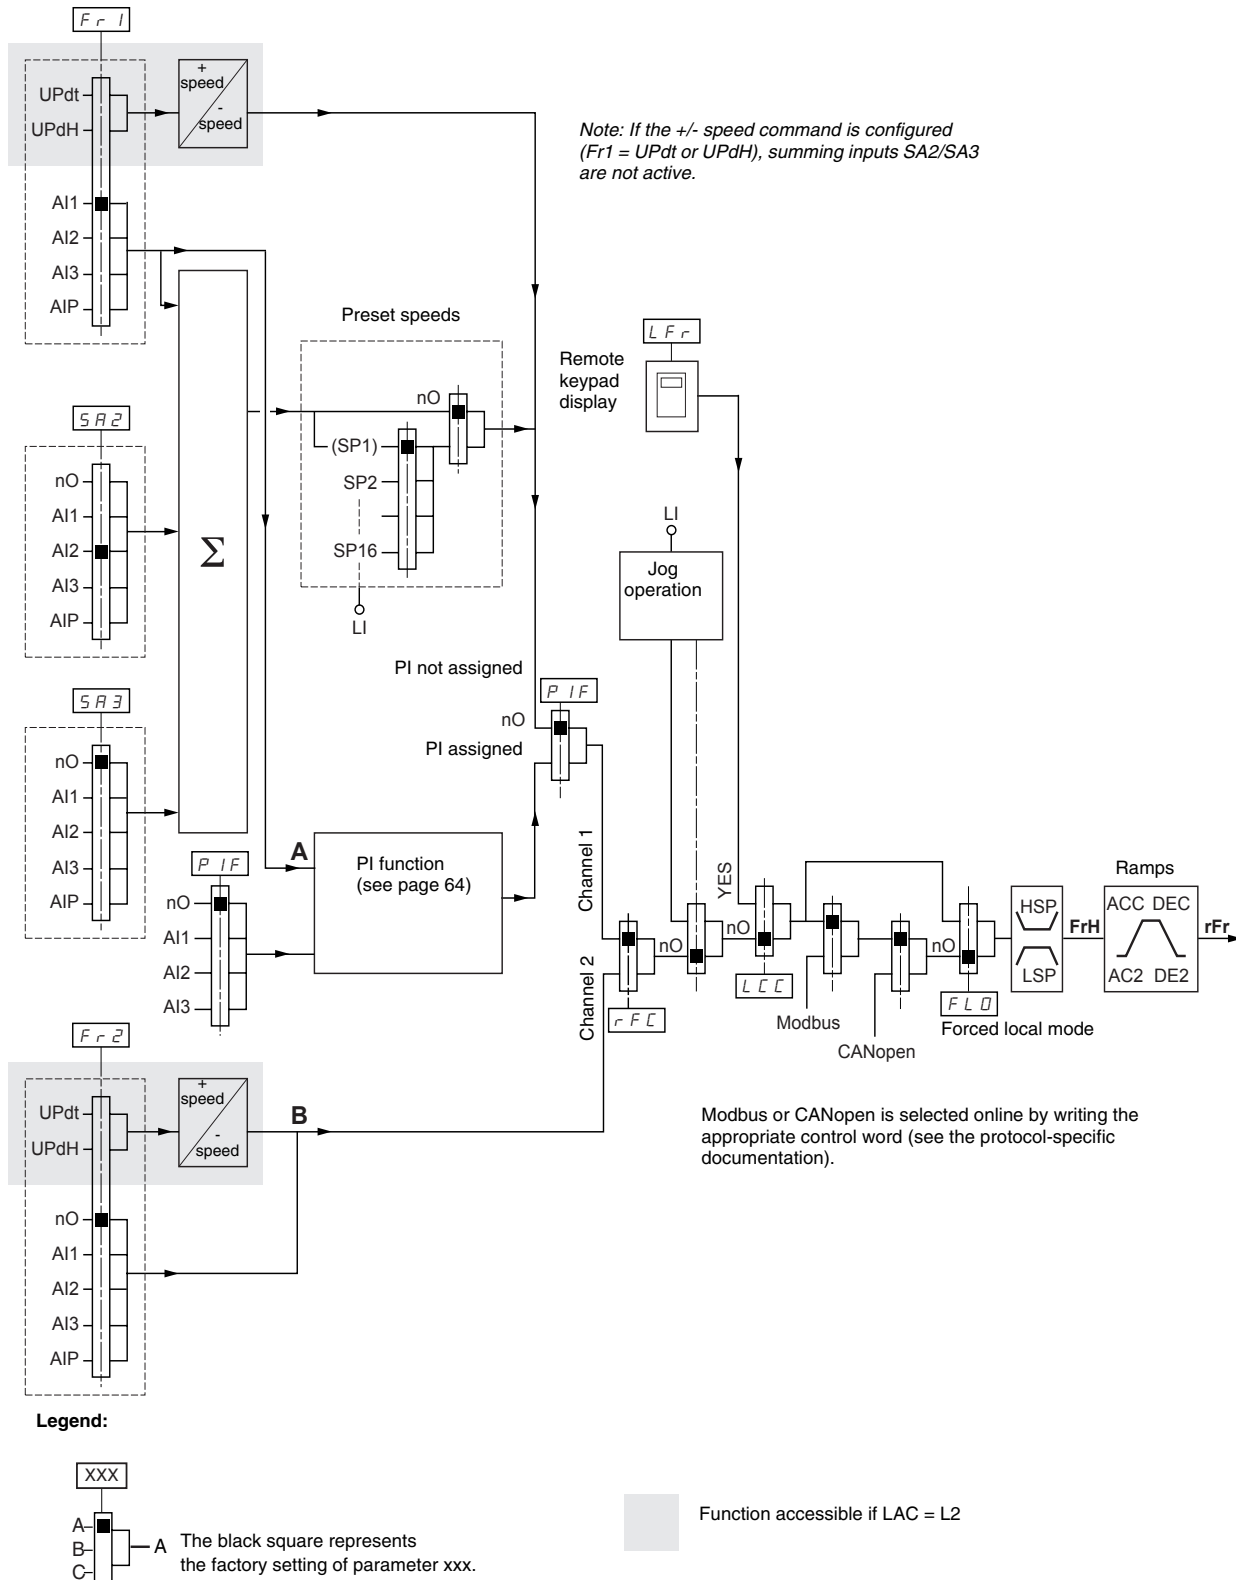 Fr1
+
speed
-
speed
UPdt
UPdH
AI1
AI2
AI3
AIP
Note: If the +/- speed command is configured
(Fr1 = UPdt or UPdH), summing inputs SA2/SA3
are not active.
Preset speeds
nO
(SP1)
SP2
SP16
LI
LFr
Remote
keypad
display
SA2
nO
AI1
AI2
AI3
AIP
Σ
LI
Jog
operation
PI not assigned
PIF
nO
PI assigned
SA3
nO
AI1
AI2
AI3
AIP
PIF
nO
AI1
AI2
AI3
A
PI function
(see page 64)
Channel 1
Channel 2
rFC
nO
YES
nO
LCC
Modbus
CANopen
nO
FLO
Forced local mode
HSP
LSP
FrH
Ramps
ACC DEC
AC2 DE2
rFr
Fr2
+
speed
-
speed
UPdt
UPdH
B
nO
AI1
AI2
AI3
AIP
Modbus or CANopen is selected online by writing the
appropriate control word (see the protocol-specific
documentation).
Legend:
XXX
A
B
C
A
The black square represents
the factory setting of parameter xxx.
Function accessible if LAC = L2